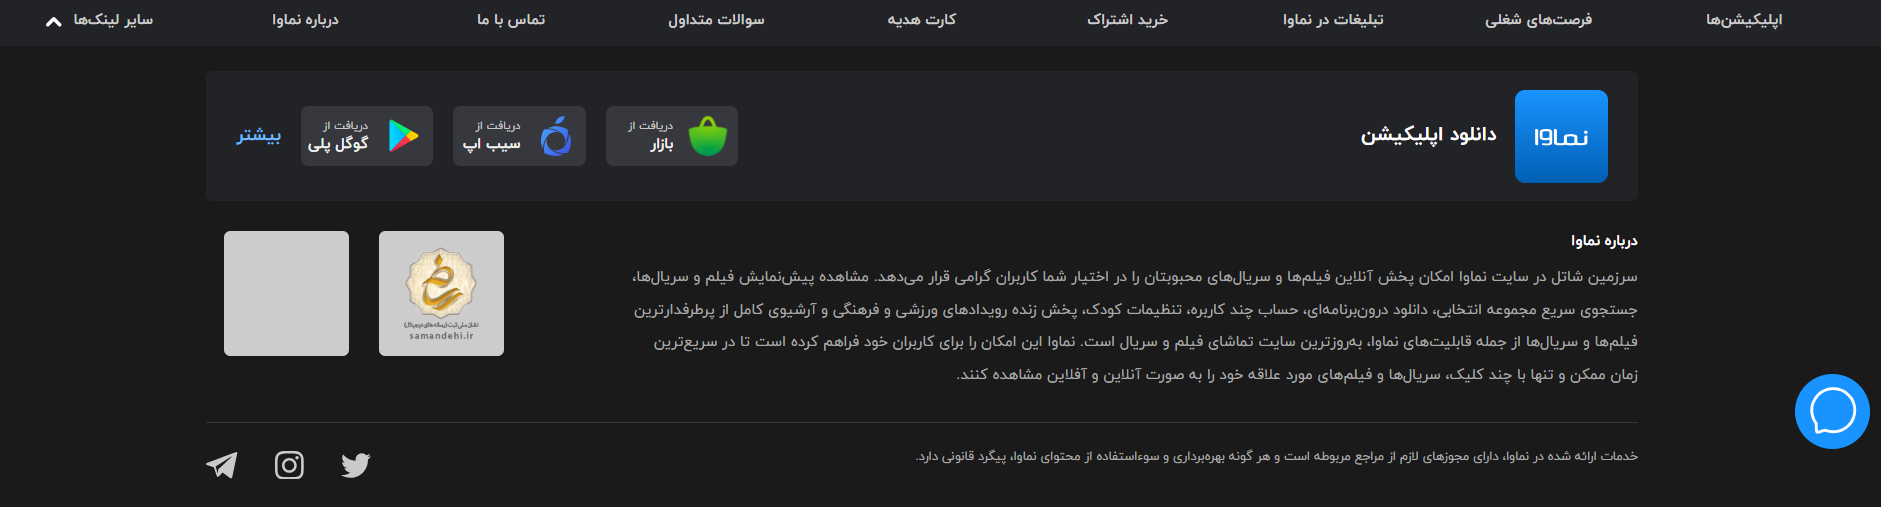 اپلیکیشن‌ها
فرصت‌های شغلی
تبلیغات در نماوا
خرید اشتراک
کارت هدیه
سوالات متداول
تماس با ما
درباره نماوا
سایر لینک‌ها
نماوا
دانلود اپلیکیشن
دریافت از
بازار
دریافت از
سیب اپ
دریافت از
گوگل پلی
بیشتر
درباره نماوا
سرزمین شاتل در سایت نماوا امکان پخش آنلاین فیلم‌ها و سریال‌های محبوبتان را در اختیار شما کاربران گرامی قرار می‌دهد. مشاهده پیش‌نمایش فیلم و سریال‌ها،
جستجوی سریع مجموعه انتخابی، دانلود درون‌برنامه‌ای، حساب چند کاربره، تنظیمات کودک، پخش زنده رویدادهای ورزشی و فرهنگی و آرشیوی کامل از پرطرفدارترین
فیلم‌ها و سریال‌ها از جمله قابلیت‌های نماوا، به‌روزترین سایت تماشای فیلم و سریال است. نماوا این امکان را برای کاربران خود فراهم کرده است تا در سریع‌ترین
زمان ممکن و تنها با چند کلیک، سریال‌ها و فیلم‌های مورد علاقه خود را به صورت آنلاین و آفلاین مشاهده کنند.
نشان ملی ثبت (رسانه‌های دیجیتال)
samandehi.ir
خدمات ارائه شده در نماوا، دارای مجوزهای لازم از مراجع مربوطه است و هر گونه بهره‌برداری و سوءاستفاده از محتوای نماوا، پیگرد قانونی دارد.